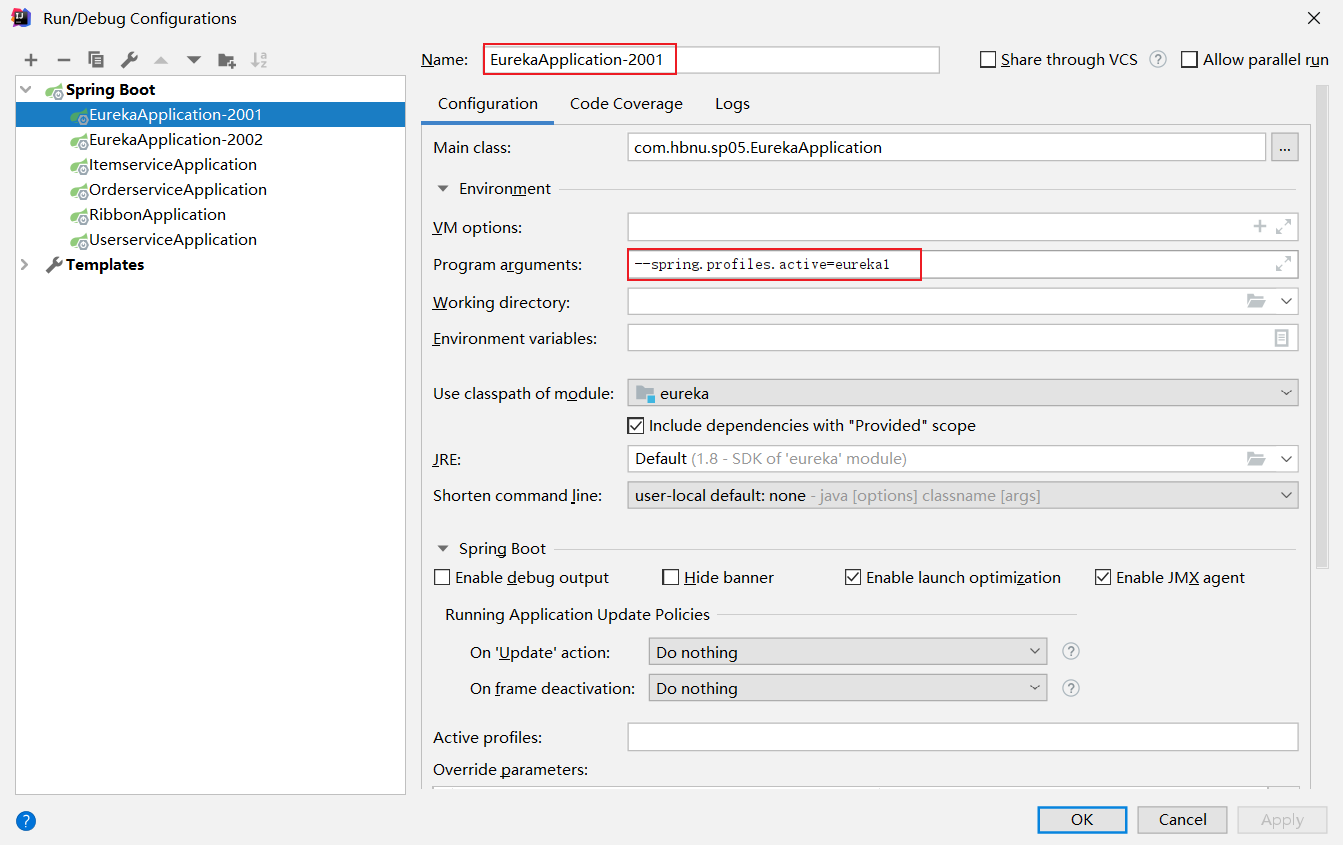 Run/Debug Configurations
Name: EurekaApplication-2001
Share through VCS ? Allow parallel run
Spring Boot
EurekaApplication-2001
EurekaApplication-2002
ItemserviceApplication
OrderserviceApplication
RibbonApplication
UserserviceApplication
Templates
Configuration Code Coverage Logs
Main class: com.hbnu.sp05.EurekaApplication ...
Environment
VM options:
Program arguments: --spring.profiles.active=eureka1
Working directory:
Environment variables:
Use classpath of module: eureka
Include dependencies with "Provided" scope
JRE: Default (1.8 - SDK of 'eureka' module)
Shorten command line: user-local default: none - java [options] classname [args]
Spring Boot
Enable debug output Hide banner Enable launch optimization Enable JMX agent
Running Application Update Policies
On 'Update' action: Do nothing ?
On frame deactivation: Do nothing ?
Active profiles:
Override parameters:
? OK Cancel Apply